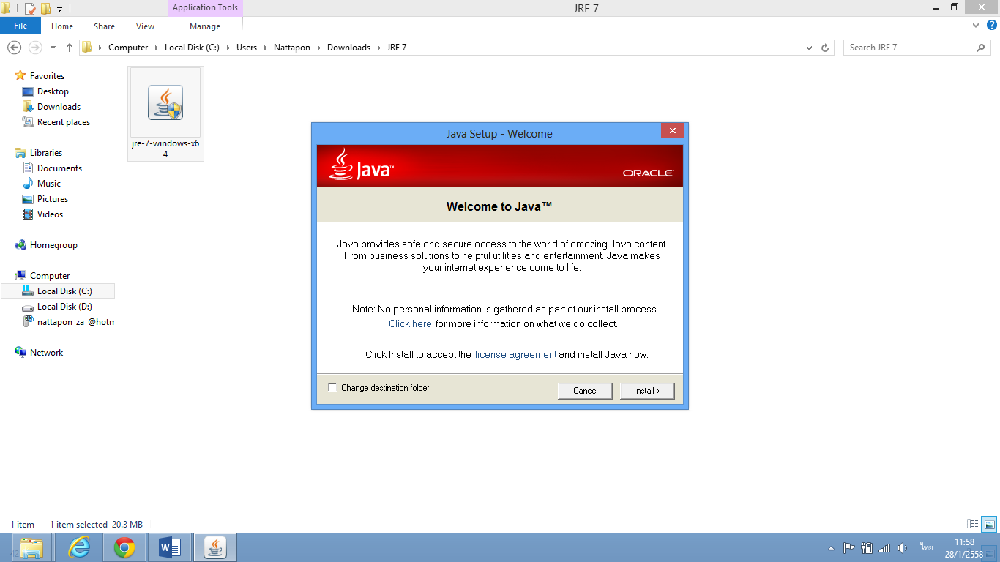 Application Tools
JRE 7
File Home Share View Manage
Computer Local Disk (C:) Users Nattapon Downloads JRE 7
Search JRE 7
Favorites
Desktop
Downloads
Recent places
Libraries
Documents
Music
Pictures
Videos
Homegroup
Computer
Local Disk (C:)
Local Disk (D:)
nattapon_za_@hotm
Network
jre-7-windows-x6
4
Java Setup - Welcome
Java™
ORACLE
Welcome to Java™
Java provides safe and secure access to the world of amazing Java content.
From business solutions to helpful utilities and entertainment, Java makes
your internet experience come to life.
Note: No personal information is gathered as part of our install process.
Click here for more information on what we do collect.
Click Install to accept the license agreement and install Java now.
Change destination folder
Cancel
Install >
1 item 1 item selected 20.3 MB
42
ไทย
11:58
28/1/2558